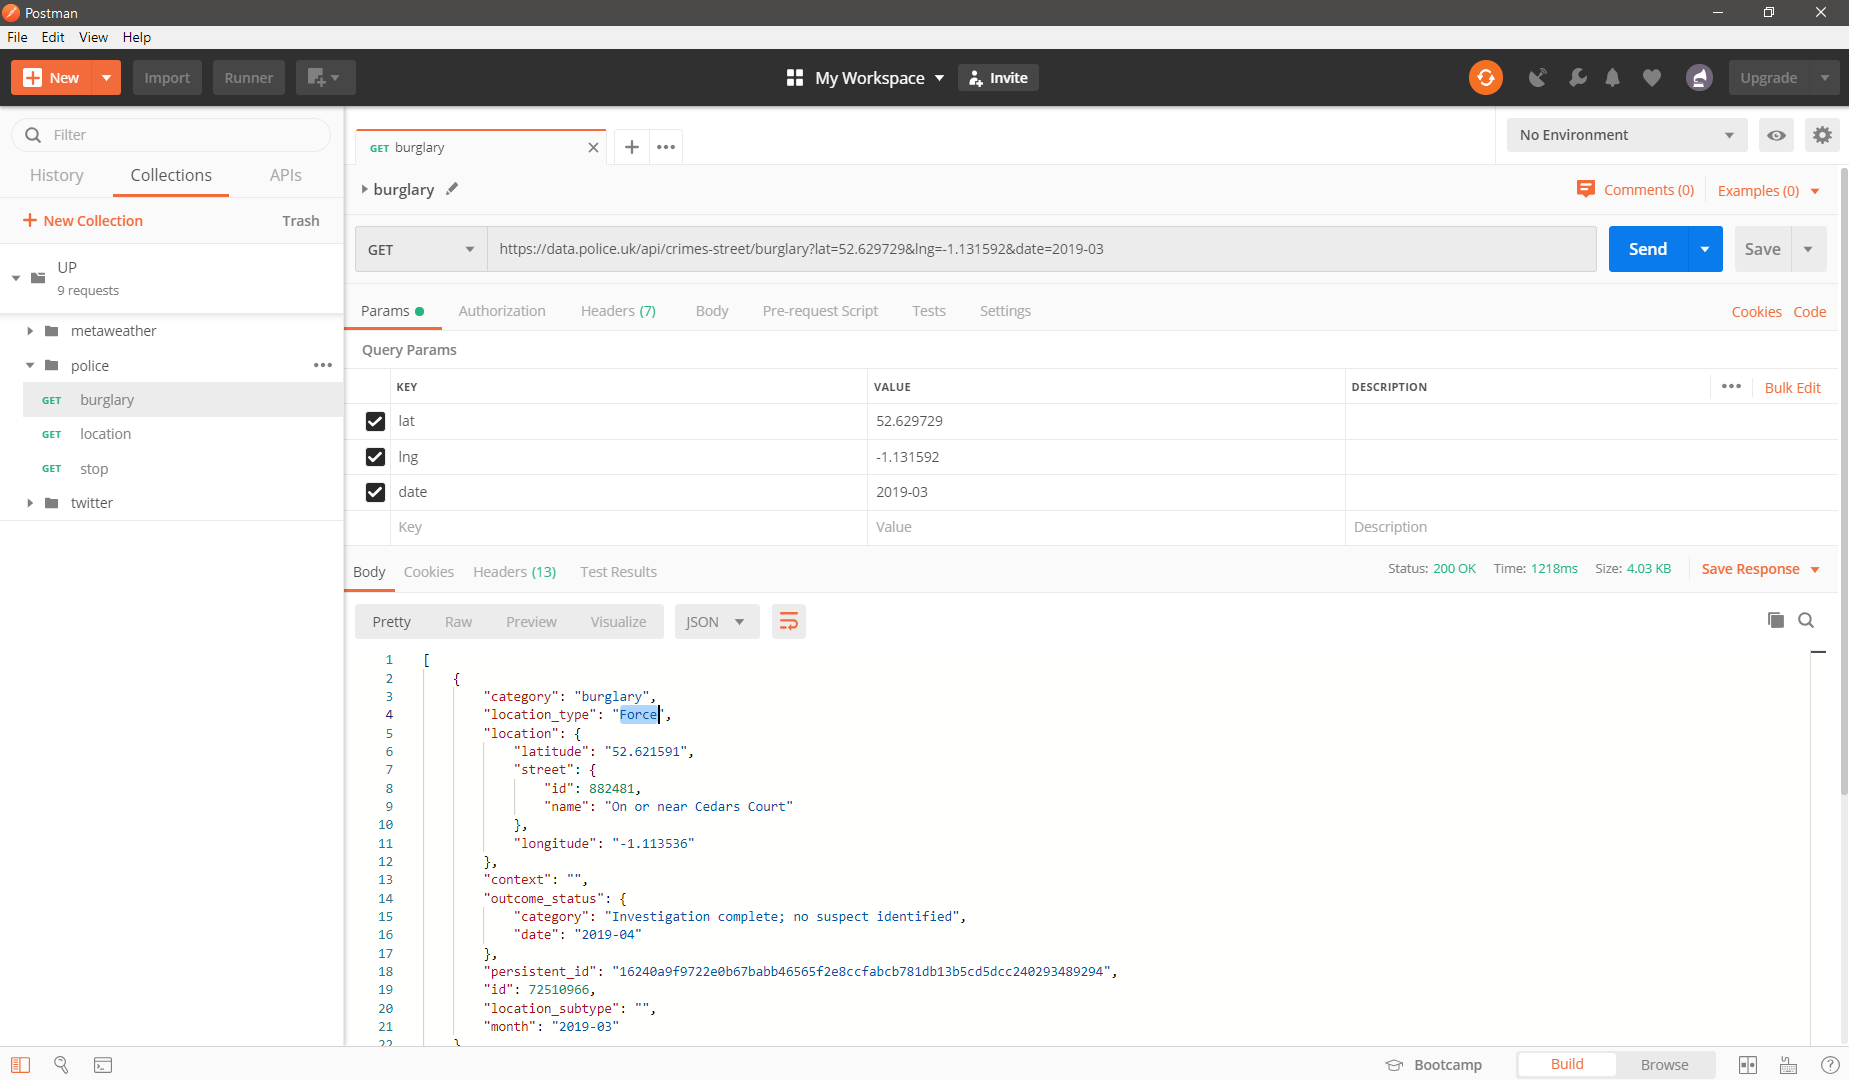 Postman
File Edit View Help
New Import Runner My Workspace Invite Upgrade
Filter
History Collections APIs
+ New Collection Trash
UP
9 requests
metaweather
police
GET burglary
GET location
GET stop
twitter
GET burglary
No Environment
burglary
Comments (0) Examples (0)
GET https://data.police.uk/api/crimes-street/burglary?lat=52.629729&lng=-1.131592&date=2019-03 Send Save
Params Authorization Headers (7) Body Pre-request Script Tests Settings Cookies Code
Query Params
KEY VALUE DESCRIPTION Bulk Edit
lat 52.629729
lng -1.131592
date 2019-03
Key Value Description
Body Cookies Headers (13) Test Results Status: 200 OK Time: 1218ms Size: 4.03 KB Save Response
Pretty Raw Preview Visualize JSON
1 [
2 {
3 "category": "burglary",
4 "location_type": "Force",
5 "location": {
6 "latitude": "52.621591",
7 "street": {
8 "id": 882481,
9 "name": "On or near Cedars Court"
10 },
11 "longitude": "-1.113536"
12 },
13 "context": "",
14 "outcome_status": {
15 "category": "Investigation complete; no suspect identified",
16 "date": "2019-04"
17 },
18 "persistent_id": "16240a9f9722e0b67babb46565f2e8ccfabcb781db13b5cd5dcc240293489294",
19 "id": 72510966,
20 "location_subtype": "",
21 "month": "2019-03"
22 }
Bootcamp Build Browse